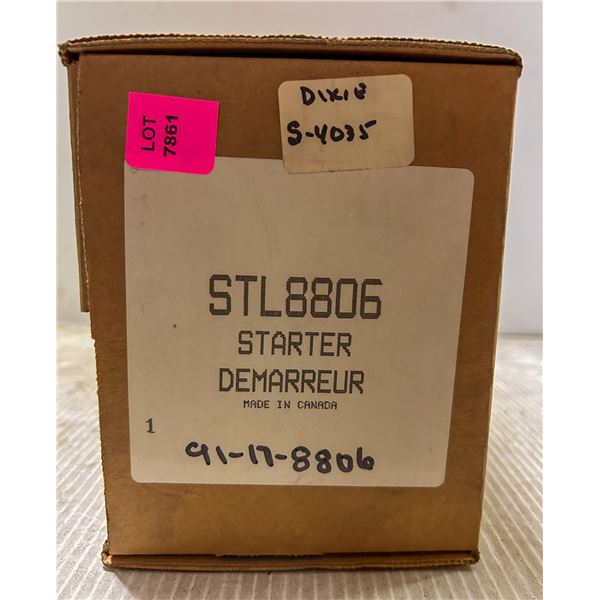 LOT
7861
DIXIE
S-4035
STL8806
STARTER
DEMARREUR
MADE IN CANADA
1
91-17-8806